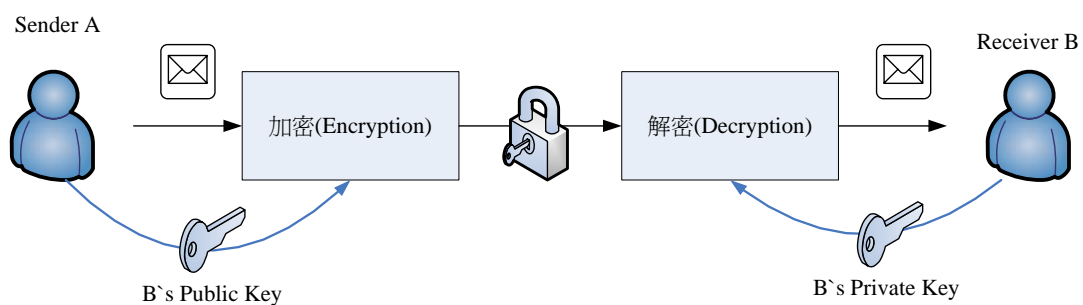 Sender A
Receiver B
加密(Encryption)
解密(Decryption)
B`s Public Key
B`s Private Key